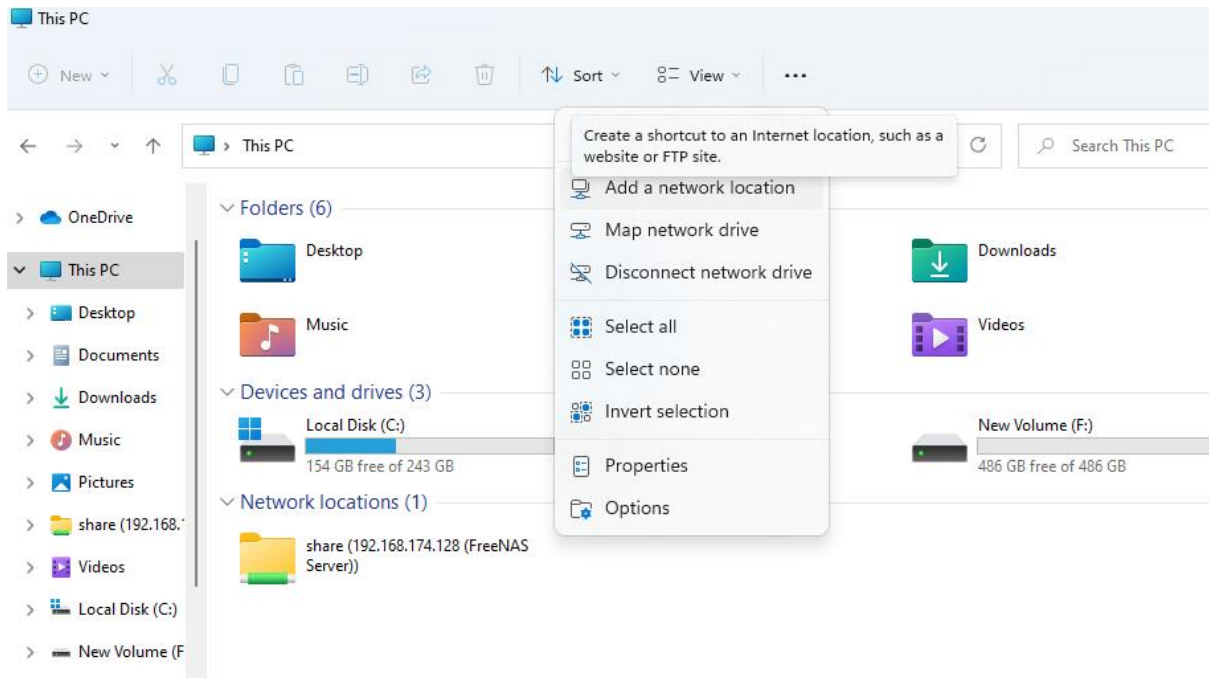 This PC
New
Sort
View
This PC
Create a shortcut to an Internet location, such as a
website or FTP site.
Search This PC
Add a network location
Map network drive
Disconnect network drive
Select all
Select none
Invert selection
Properties
Options
OneDrive
This PC
Desktop
Documents
Downloads
Music
Pictures
share (192.168.
Videos
Local Disk (C:)
New Volume (F
Folders (6)
Desktop
Downloads
Music
Videos
Devices and drives (3)
Local Disk (C:)
154 GB free of 243 GB
New Volume (F:)
486 GB free of 486 GB
Network locations (1)
share (192.168.174.128 (FreeNAS
Server))